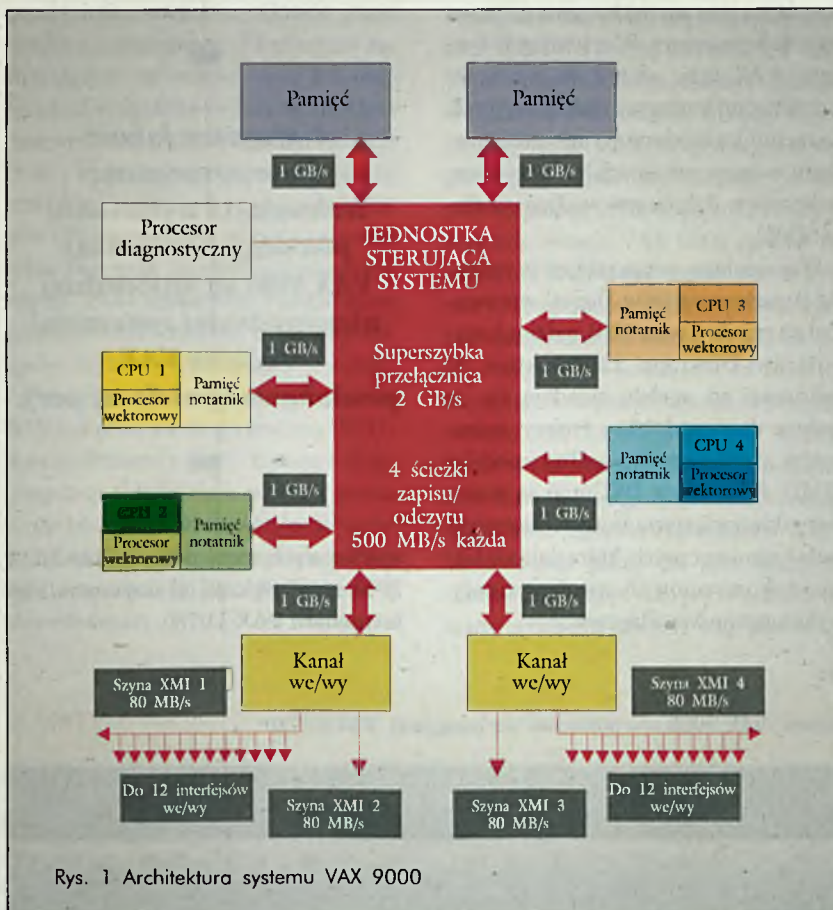 Pamięć
Pamięć
1 GB/s
1 GB/s
Procesor
diagnostyczny
JEDNOSTKA
STERUJĄCA
SYSTEMU
Superszybka
przełącznica
2 GB/s
4 ścieżki
zapisu/
odczytu
500 MB/s każda
1 GB/s
CPU 1
Procesor
wektorowy
Pamięć
notatnik
1 GB/s
CPU 2
Procesor
wektorowy
Pamięć
notatnik
Pamięć
notatnik
CPU 3
Procesor
wektorowy
1 GB/s
Pamięć
notatnik
CPU 4
Procesor
wektorowy
1 GB/s
1 GB/s
1 GB/s
Kanał
we/wy
Kanał
we/wy
Szyna XMI 1
80 MB/s
Szyna XMI 4
80 MB/s
Do 12 interfejsów
we/wy
Szyna XMI 2
80 MB/s
Szyna XMI 3
80 MB/s
Do 12 interfejsów
we/wy
Rys. 1 Architektura systemu VAX 9000